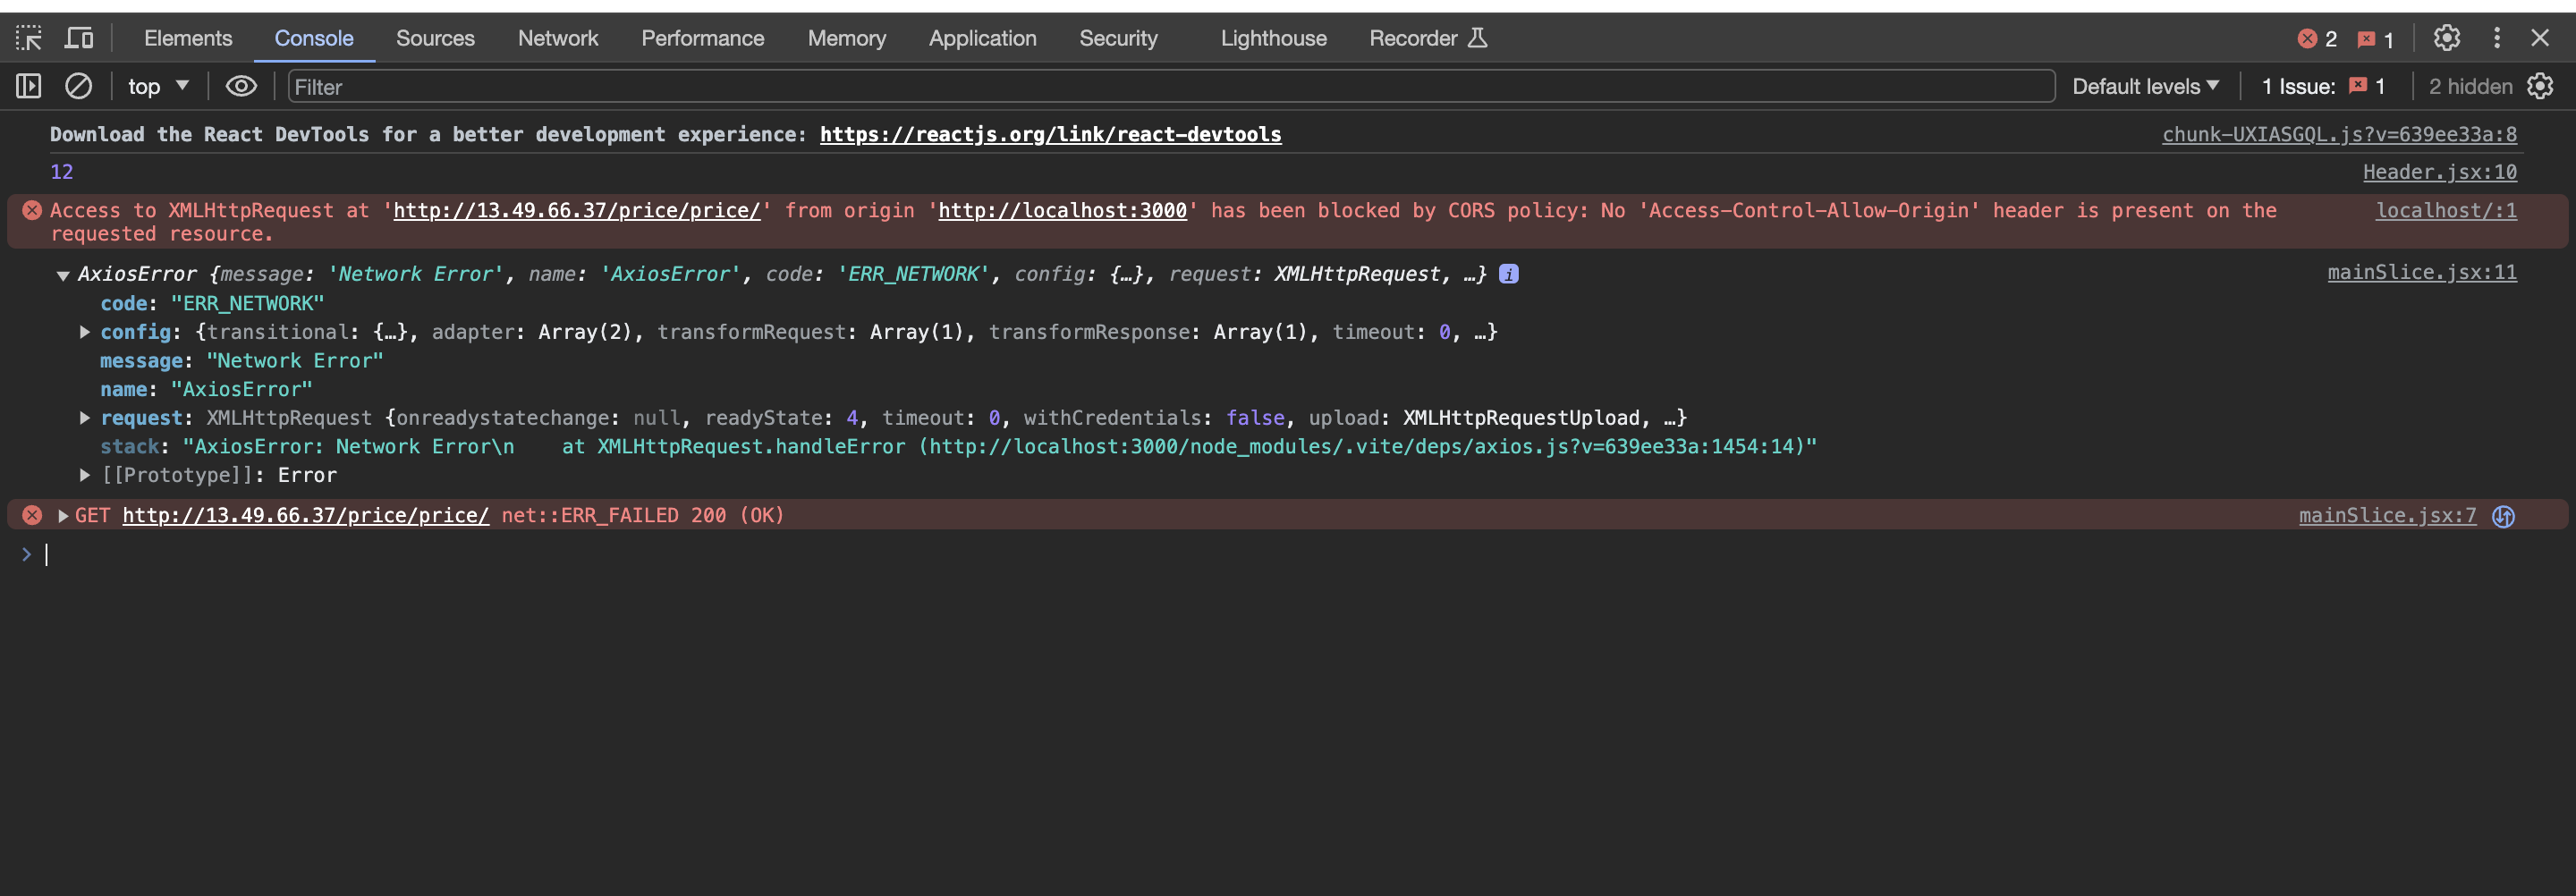 Elements Console Sources Network Performance Memory Application Security Lighthouse Recorder 2 1
top Filter Default levels 1 Issue: 1 2 hidden
Download the React DevTools for a better development experience: https://reactjs.org/link/react-devtools chunk-UXIASGQL.js?v=639ee33a:8
12 Header.jsx:10
Access to XMLHttpRequest at 'http://13.49.66.37/price/price/' from origin 'http://localhost:3000' has been blocked by CORS policy: No 'Access-Control-Allow-Origin' header is present on the localhost/:1
requested resource.
AxiosError {message: 'Network Error', name: 'AxiosError', code: 'ERR_NETWORK', config: {…}, request: XMLHttpRequest, …} i mainSlice.jsx:11
code: "ERR_NETWORK"
config: {transitional: {…}, adapter: Array(2), transformRequest: Array(1), transformResponse: Array(1), timeout: 0, …}
message: "Network Error"
name: "AxiosError"
request: XMLHttpRequest {onreadystatechange: null, readyState: 4, timeout: 0, withCredentials: false, upload: XMLHttpRequestUpload, …}
stack: "AxiosError: Network Error\n    at XMLHttpRequest.handleError (http://localhost:3000/node_modules/.vite/deps/axios.js?v=639ee33a:1454:14)"
[[Prototype]]: Error
GET http://13.49.66.37/price/price/ net::ERR_FAILED 200 (OK) mainSlice.jsx:7